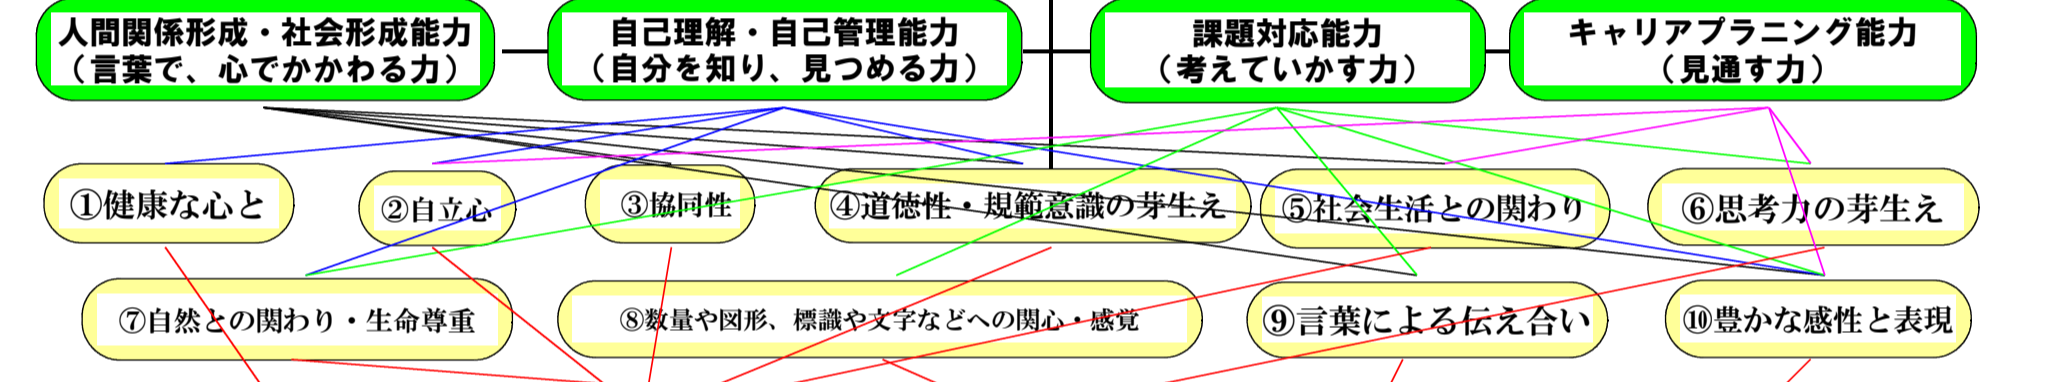 人間関係形成・社会形成能力
（言葉で、心でかかわる力）
自己理解・自己管理能力
（自分を知り、見つめる力）
課題対応能力
（考えていかす力）
キャリアプラニング能力
（見通す力）
①健康な心と
②自立心
③協同性
④道徳性・規範意識の芽生え
⑤社会生活との関わり
⑥思考力の芽生え
⑦自然との関わり・生命尊重
⑧数量や図形、標識や文字などへの関心・感覚
⑨言葉による伝え合い
⑩豊かな感性と表現